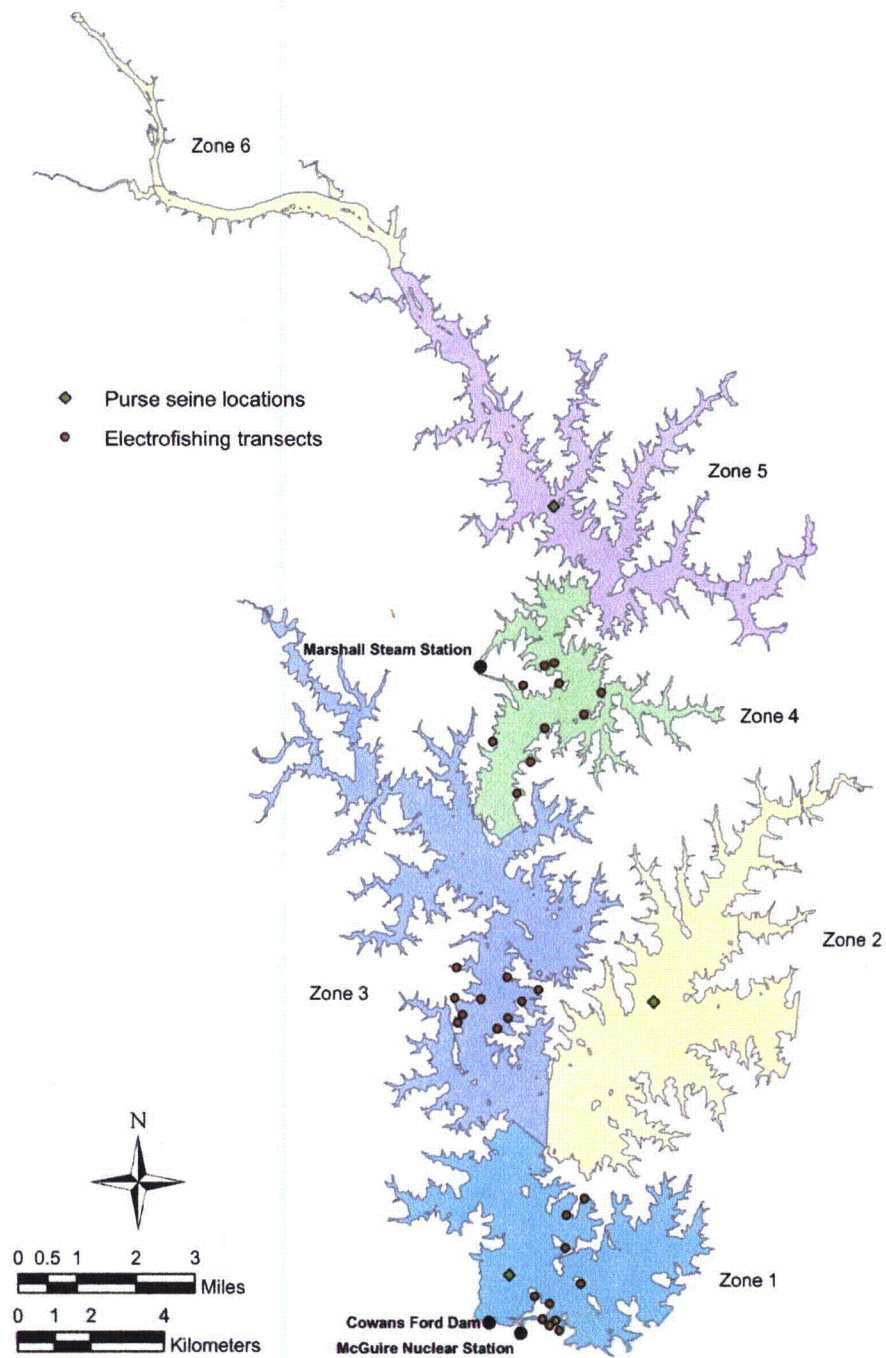 Zone 6
Purse seine locations
Electrofishing transects
Zone 5
Marshall Steam Station
Zone 4
Zone 2
Zone 3
N
0 0.5 1 2 3
Miles
Zone 1
0 1 2 4
Kilometers
Cowans Ford Dam
McGuire Nuclear Station